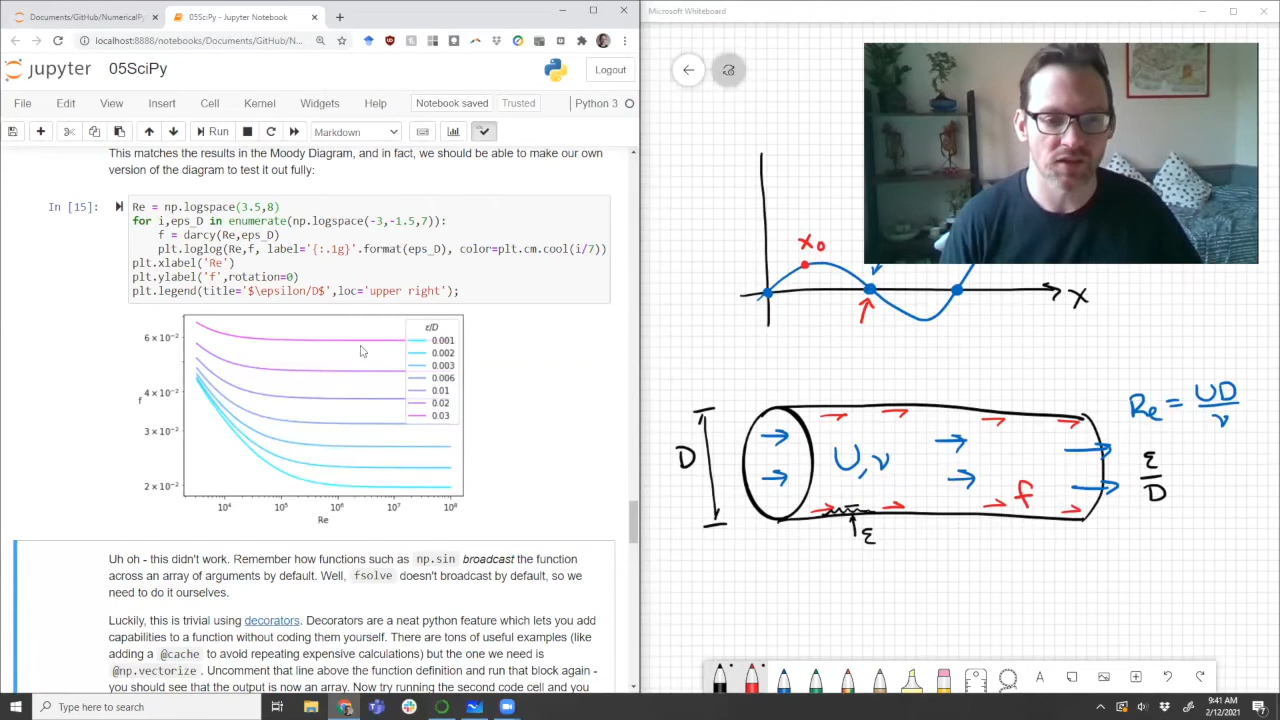 Documents/GitHub/NumericalPy
05SciPy - Jupyter Notebook
Microsoft Whiteboard
localhost:8888/notebooks/Documents/GitHub/N...
jupyter
05SciPy
Logout
File Edit View Insert Cell Kernel Widgets Help Notebook saved Trusted Python 3
Run Markdown
This matches the results in the Moody Diagram, and in fact, we should be able to make our own
version of the diagram to test it out fully:
In [15]:
Re = np.logspace(3.5,8)
for i,eps_D in enumerate(np.logspace(-3,-1.5,7)):
f = darcy(Re,eps_D)
plt.loglog(Re,f, label='{:.1g}'.format(eps_D), color=plt.cm.cool(i/7))
plt.xlabel('Re')
plt.ylabel('f',rotation=0)
plt.legend(title='$\epsilon/D$',loc='upper right');
6 × 10⁻²
4 × 10⁻²
3 × 10⁻²
2 × 10⁻²
f
ε/D
0.001
0.002
0.003
0.006
0.01
0.02
0.03
10⁴ 10⁵ 10⁶ 10⁷ 10⁸
Re
Uh oh - this didn't work. Remember how functions such as np.sin broadcast the function
across an array of arguments by default. Well, fsolve doesn't broadcast by default, so we
need to do it ourselves.
Luckily, this is trivial using decorators. Decorators are a neat python feature which lets you add
capabilities to a function without coding them yourself. There are tons of useful examples (like
adding a @cache to avoid repeating expensive calculations) but the one we need is
@np.vectorize. Uncomment that line above the function definition and run that block again -
you should see that the output is now an array. Now try running the second code cell and you
x₀
x
D
U,ν
f
ε
Re = UD
ν
ε
D
A
Type here to search
9:41 AM
2/12/2021